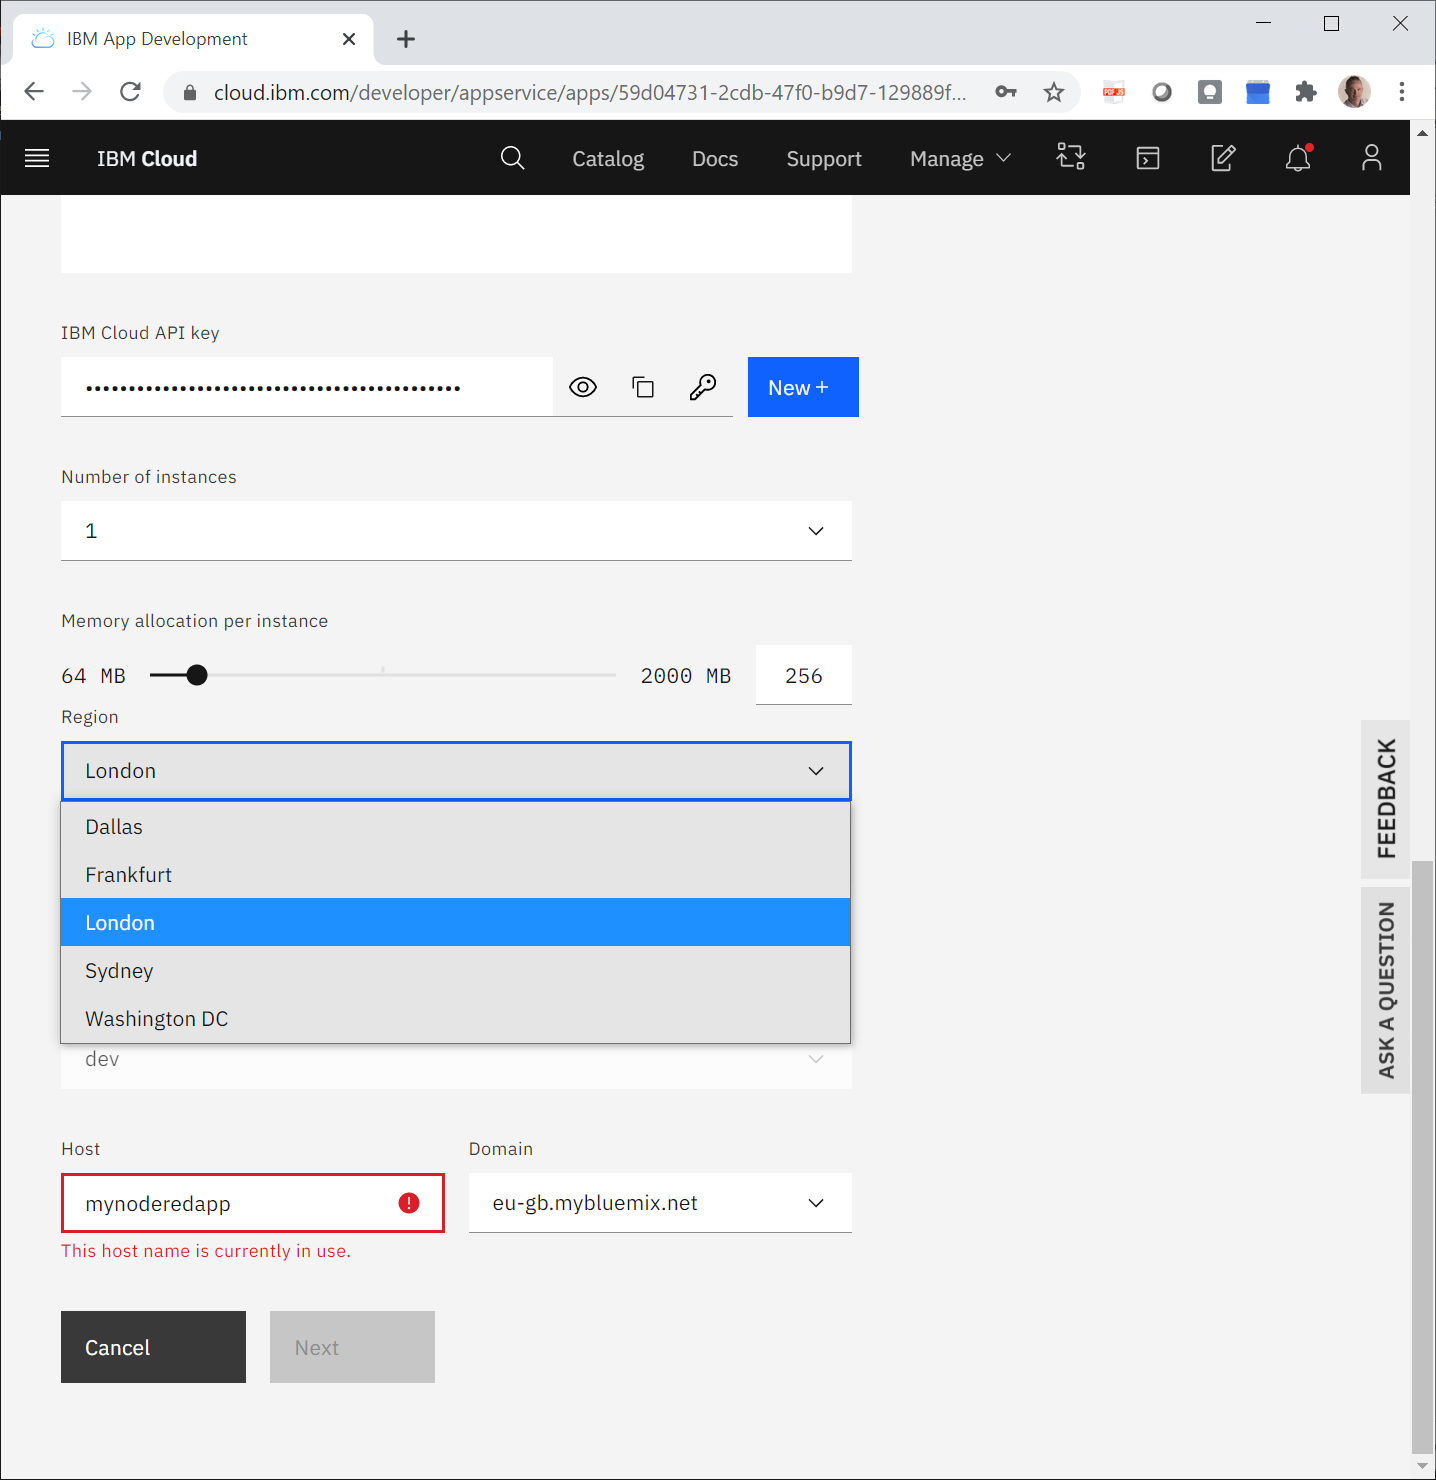 IBM App Development
cloud.ibm.com/developer/appservice/apps/59d04731-2cdb-47f0-b9d7-129889f...
PDF JS
IBM Cloud
Catalog
Docs
Support
Manage
IBM Cloud API key
••••••••••••••••••••••••••••••••••••••••••••
New +
Number of instances
1
Memory allocation per instance
64 MB
2000 MB
256
Region
London
Dallas
Frankfurt
London
Sydney
Washington DC
dev
Host
Domain
mynoderedapp
eu-gb.mybluemix.net
This host name is currently in use.
Cancel
Next
FEEDBACK
ASK A QUESTION